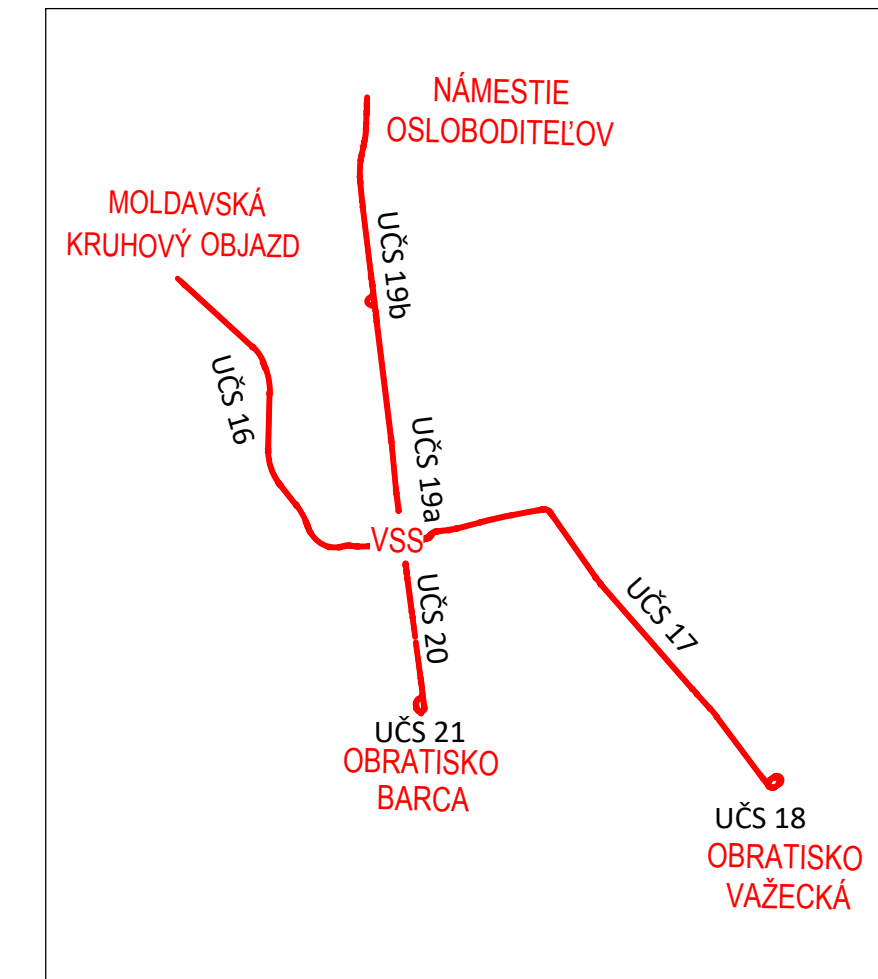 NÁMESTIE
OSLOBODITEĽOV
MOLDAVSKÁ
KRUHOVÝ OBJAZD
UČS 19b
UČS 16
UČS 19a
VSS
UČS 20
UČS 17
UČS 21
OBRATISKO
BARCA
UČS 18
OBRATISKO
VAŽECKÁ